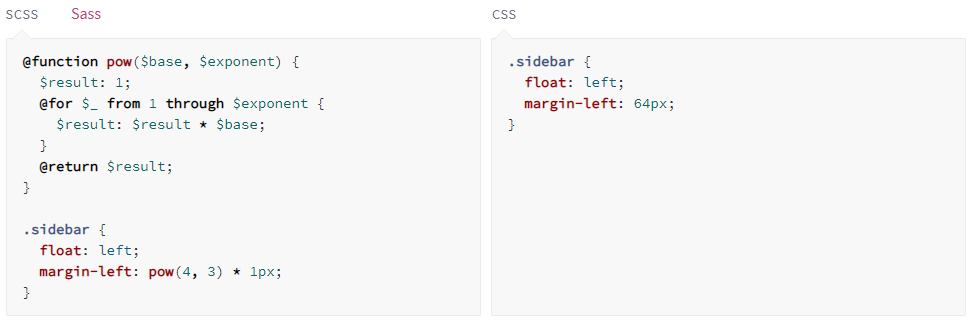 SCSS Sass
@function pow($base, $exponent) {
  $result: 1;
  @for $_ from 1 through $exponent {
    $result: $result * $base;
  }
  @return $result;
}

.sidebar {
  float: left;
  margin-left: pow(4, 3) * 1px;
}
CSS
.sidebar {
  float: left;
  margin-left: 64px;
}